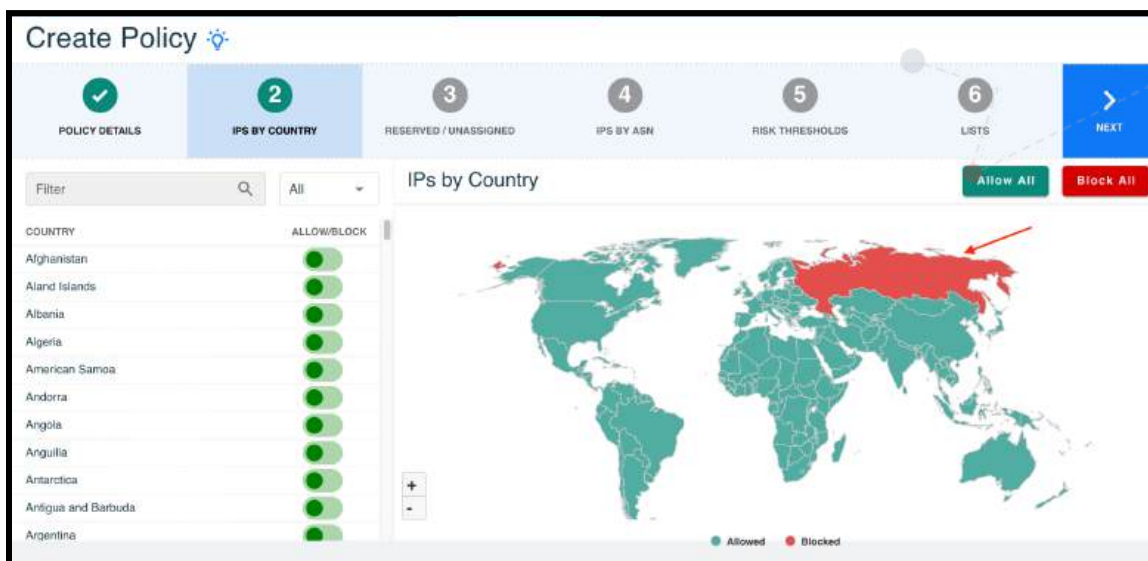 Create Policy
2 3 4 5 6
POLICY DETAILS IPS BY COUNTRY RESERVED / UNASSIGNED IPS BY ASN RISK THRESHOLDS LISTS NEXT
Filter All IPs by Country Allow All Block All
COUNTRY ALLOW/BLOCK
Afghanistan
Aland Islands
Albania
Algeria
American Samoa
Andorra
Angola
Anguilla
Antarctica
+
Antigua and Barbuda
-
Argentina
Allowed Blocked